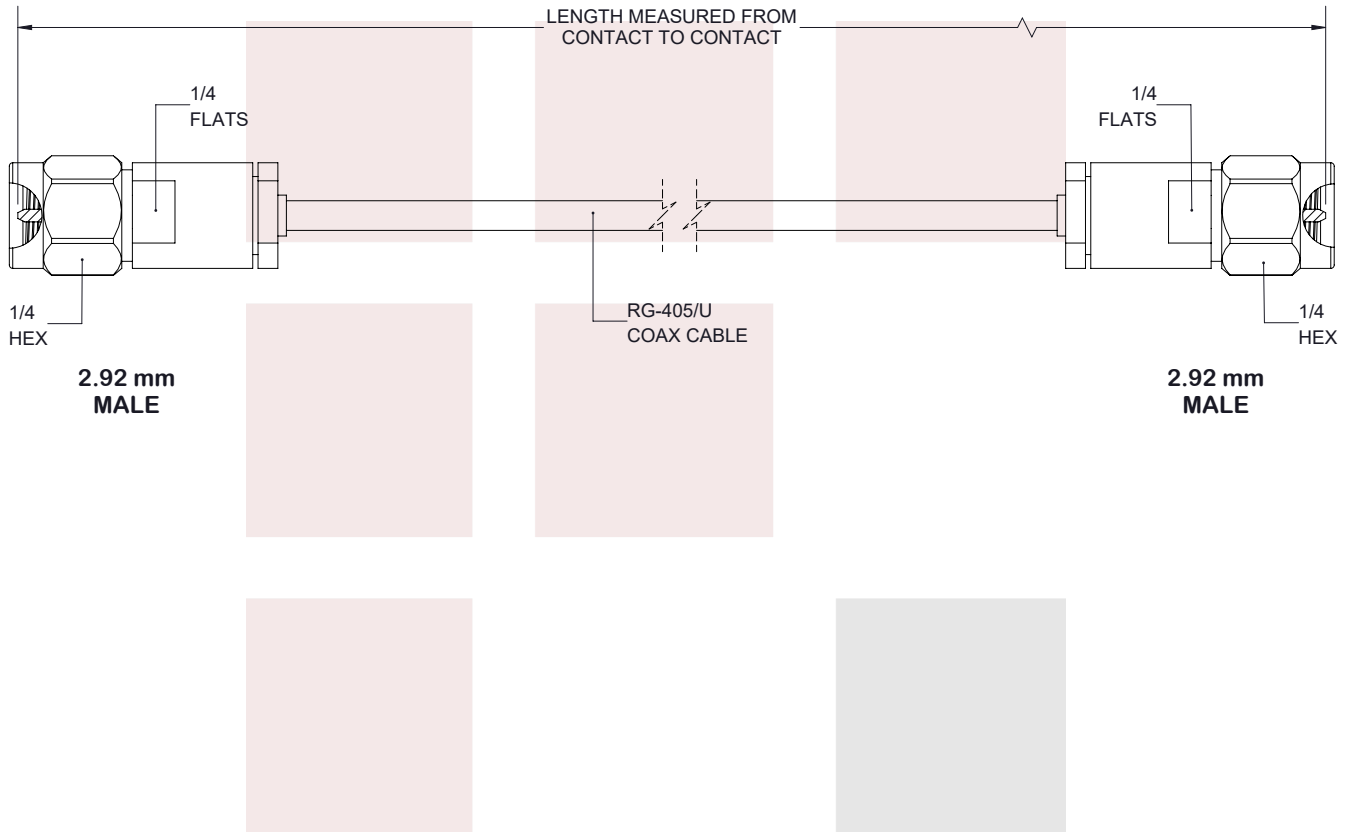 LENGTH MEASURED FROM
CONTACT TO CONTACT
1/4
FLATS
1/4
FLATS
1/4
HEX
RG-405/U
COAX CABLE
1/4
HEX
2.92 mm
MALE
2.92 mm
MALE